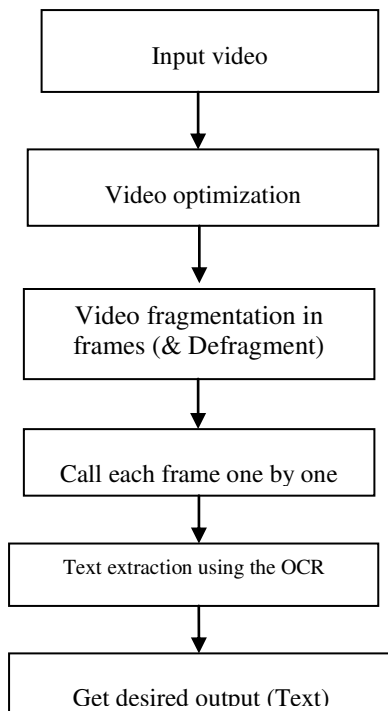 Input video
Video optimization
Video fragmentation in
frames (& Defragment)
Call each frame one by one
Text extraction using the OCR
Get desired output (Text)